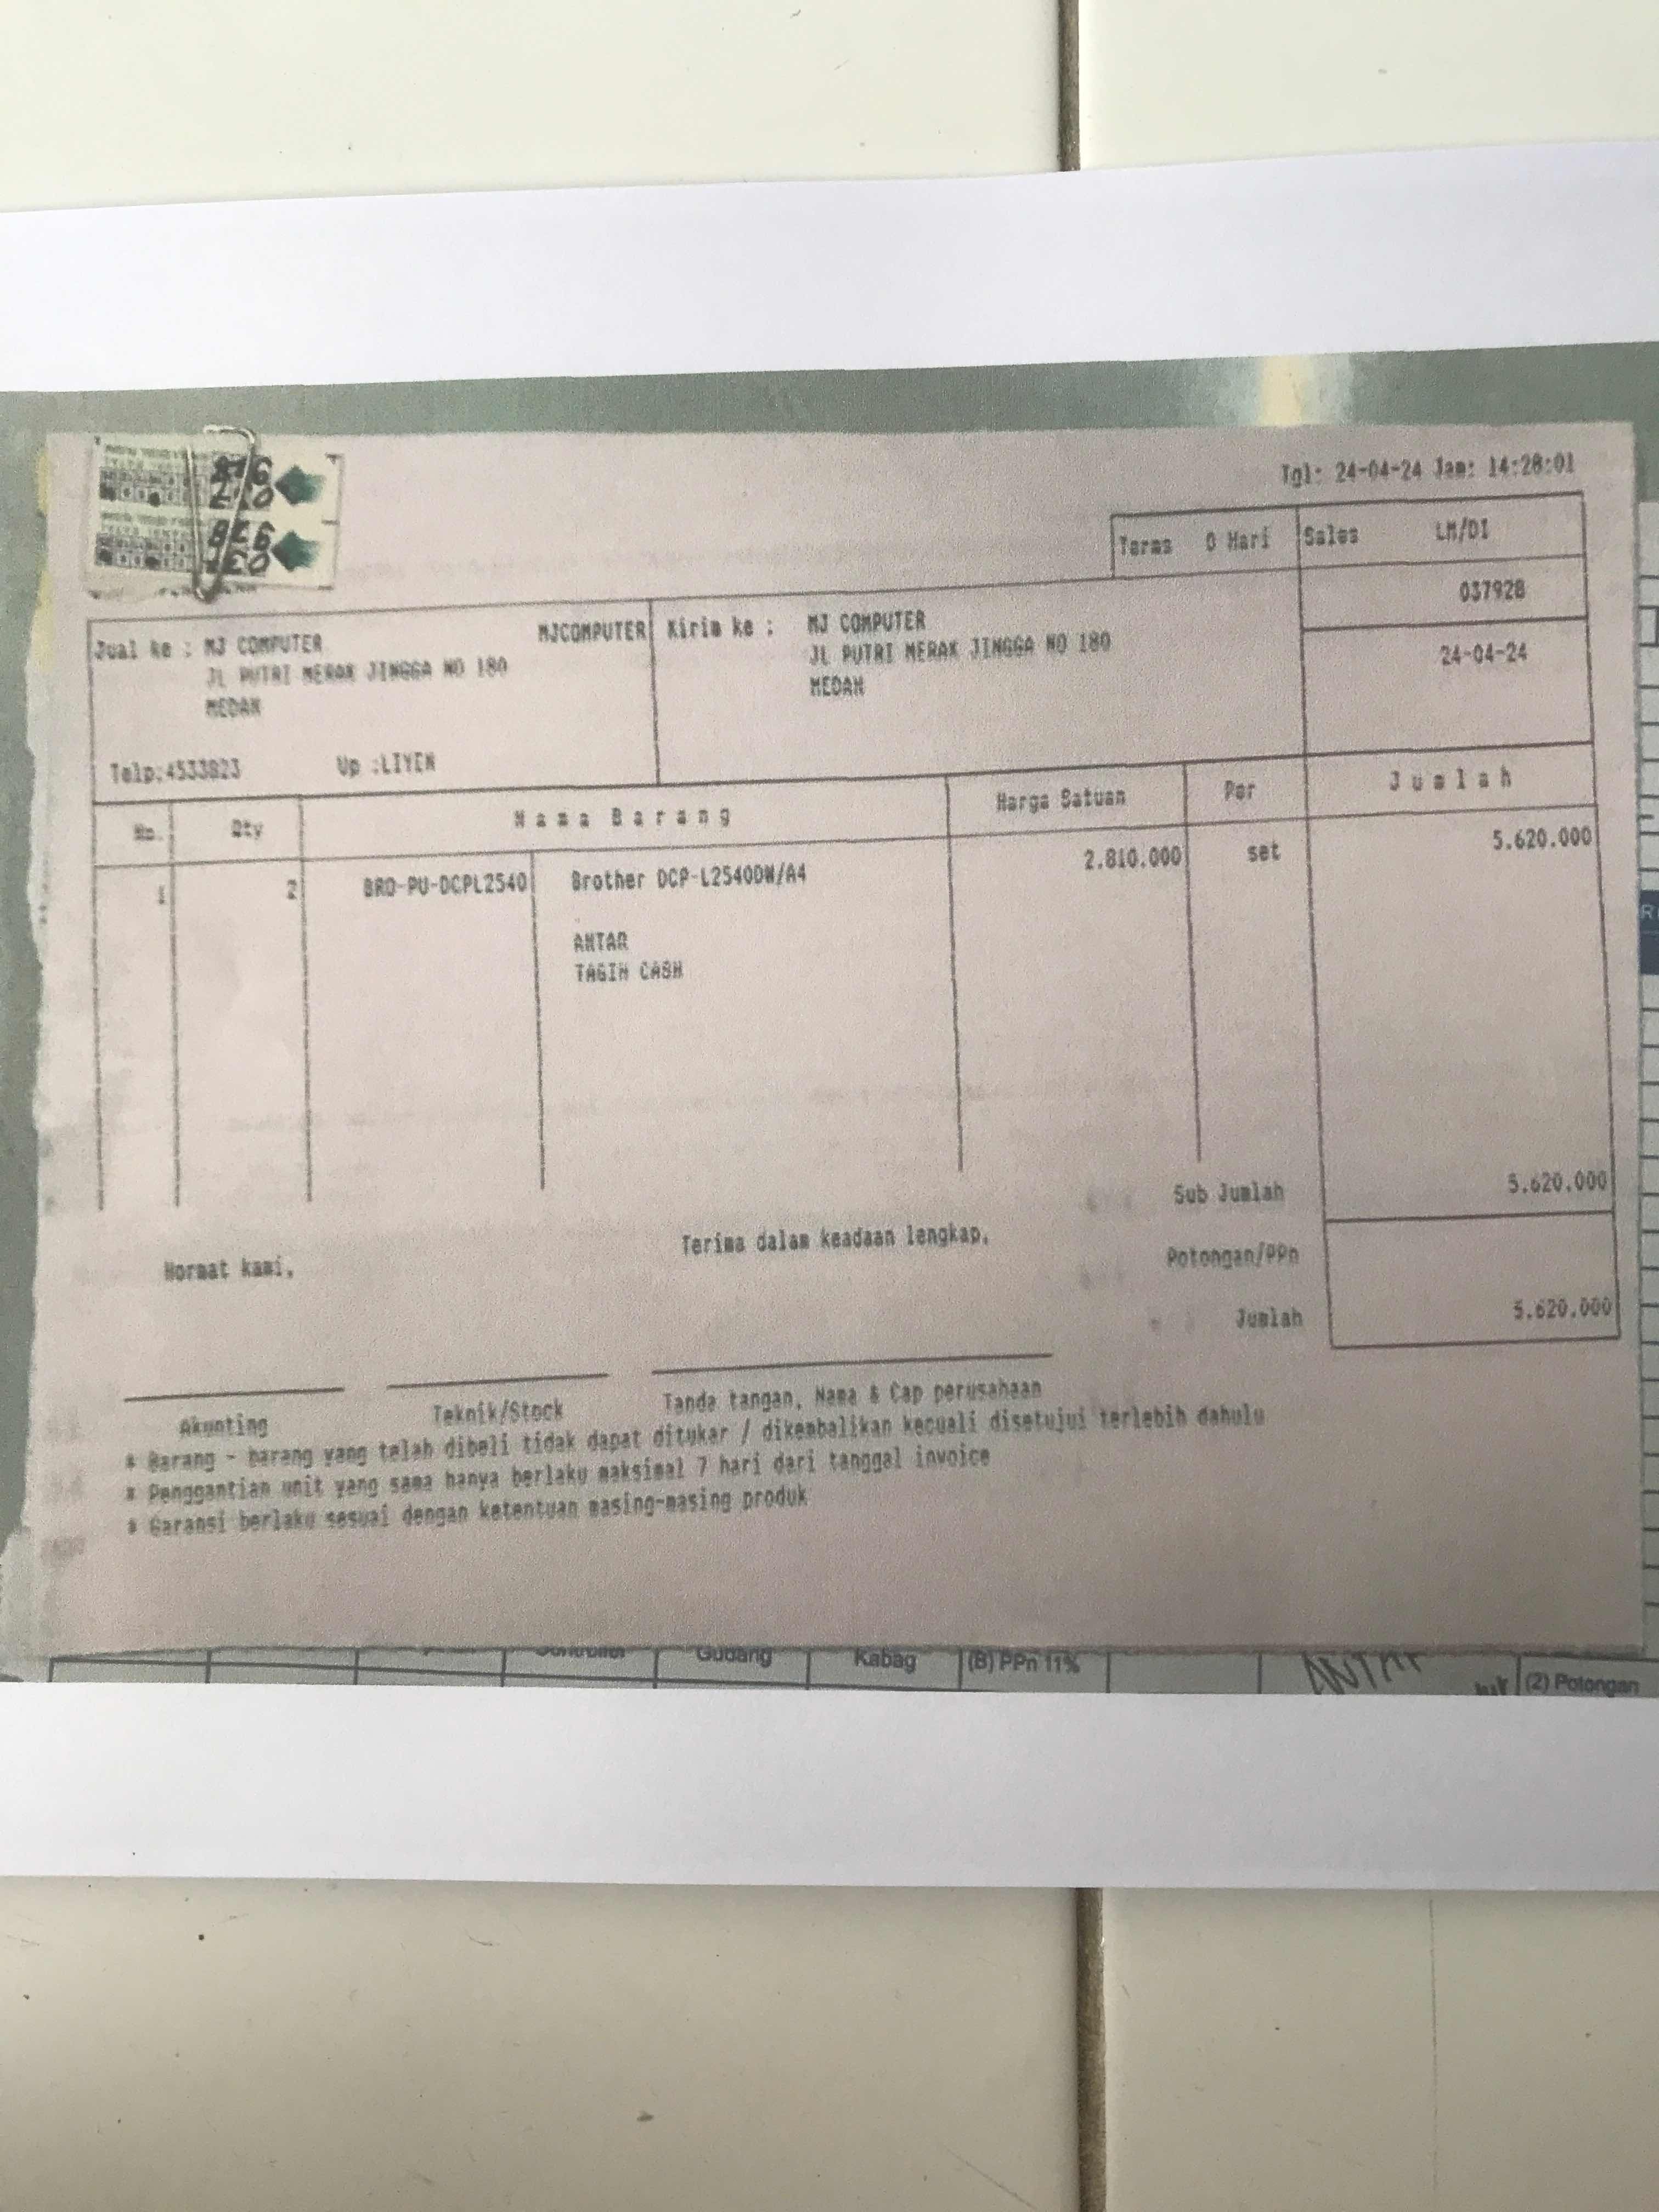 Tgl: 24-04-24 Jam: 14:28:01
Terms 0 Hari Sales LM/DI
037928
24-04-24
Jual ke : MJ COMPUTER MJCOMPUTER
JL PUTRI MERAK JINGGA NO 180
MEDAN
Telp:4533823 Up :LIYEN
Kirim ke : MJ COMPUTER
JL PUTRI MERAK JINGGA NO 180
MEDAN
No. Qty Nama Barang Harga Satuan Per Jumlah
1 2 BRO-PU-DCPL2540 Brother DCP-L2540DW/A4 2.810.000 set 5.620.000
ANTAR
TAGIH CASH
Sub Jumlah 5.620.000
Hormat kami, Terima dalam keadaan lengkap, Potongan/PPn
Jumlah 5.620.000
Akunting Teknik/Stock Tanda tangan, Nama & Cap perusahaan
* Barang - barang yang telah dibeli tidak dapat ditukar / dikembalikan kecuali disetujui terlebih dahulu
* Penggantian unit yang sama hanya berlaku maksimal 7 hari dari tanggal invoice
* Garansi berlaku sesuai dengan ketentuan masing-masing produk
Gudang Kabag (B) PPn 11% (2) Potongan